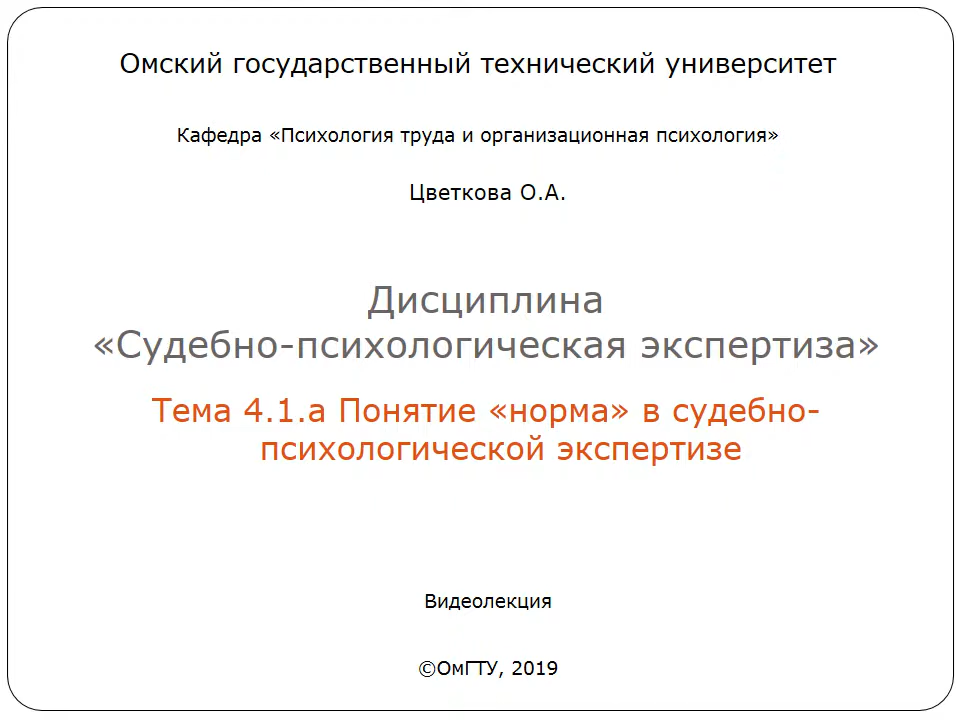 Омский государственный технический университет
Кафедра «Психология труда и организационная психология»
Цветкова О.А.
Дисциплина
«Судебно-психологическая экспертиза»
Тема 4.1.а Понятие «норма» в судебно-
психологической экспертизе
Видеолекция
©ОмГТУ, 2019